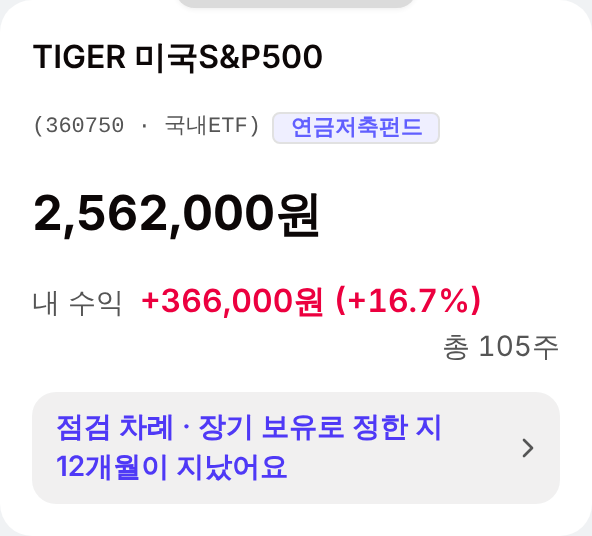 TIGER 미국S&P500
(360750 · 국내ETF) 연금저축펀드
2,562,000원
내 수익 +366,000원 (+16.7%)
총 105주
점검 차례 · 장기 보유로 정한 지
12개월이 지났어요